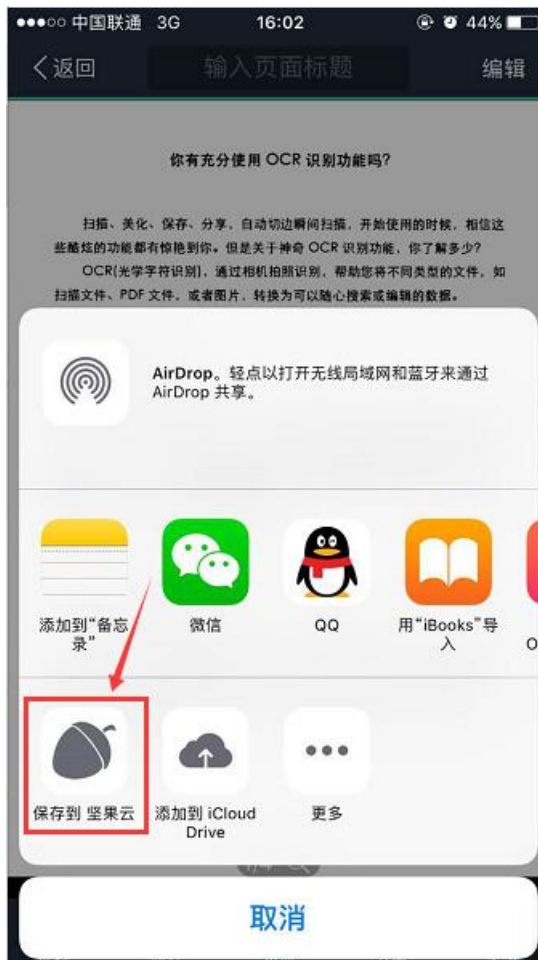 中国联通 3G 16:02 44%
返回 输入页面标题 编辑
你有充分使用 OCR 识别功能吗?
扫描、美化、保存、分享,自动切边瞬间扫描,开始使用的时候,相信这
些酷炫的功能都有惊艳到你。但是关于神奇 OCR 识别功能,你了解多少?
OCR(光学字符识别),通过相机拍照识别,帮助您将不同类型的文件,如
扫描文件、PDF 文件,或者图片,转换为可以随心搜索或编辑的数据。
AirDrop。轻点以打开无线局域网和蓝牙来通过
AirDrop 共享。
添加到“备忘
录”
微信
QQ
用“iBooks”导
入
保存到 坚果云
添加到 iCloud
Drive
更多
取消